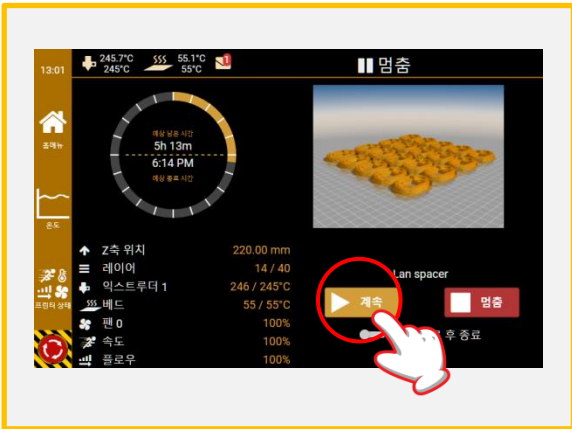 13:01
245.7°C
245°C
55.1°C
55°C
1
멈춤
홈메뉴
예상 남은 시간
5h 13m
6:14 PM
예상 종료 시간
온도
프린터 상태
Z축 위치 220.00 mm
레이어 14 / 40
익스트루더 1 246 / 245°C
베드 55 / 55°C
팬 0 100%
속도 100%
플로우 100%
Lan spacer
계속
멈춤
후 종료